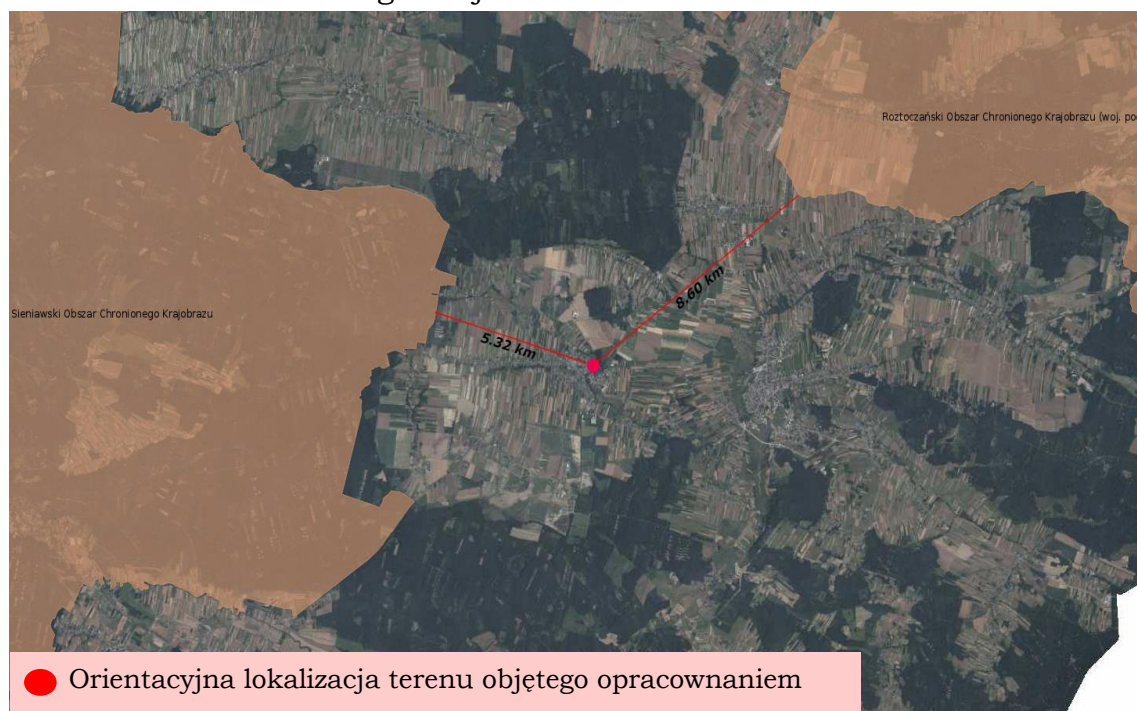 Roztoczański Obszar Chronionego Krajobrazu (woj. po
8.60 km
Sieniawski Obszar Chronionego Krajobrazu
5.32 km
Orientacyjna lokalizacja terenu objętego opracownaniem